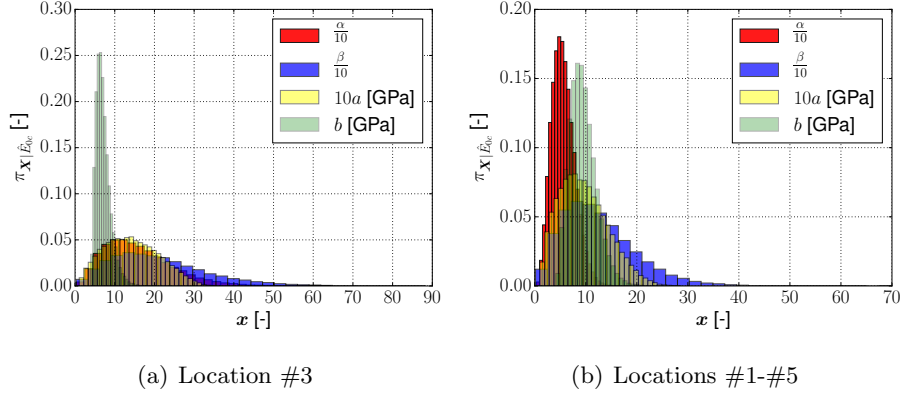 0.30
0.25
0.20
0.15
0.10
0.05
0.00
π_{X|Ê_{0c}} [-]
0 10 20 30 40 50 60 70 80 90
x [-]
α/10
β/10
10a [GPa]
b [GPa]
(a) Location #3
0.20
0.15
0.10
0.05
0.00
π_{X|Ê_{0c}} [-]
0 10 20 30 40 50 60 70
x [-]
α/10
β/10
10a [GPa]
b [GPa]
(b) Locations #1-#5